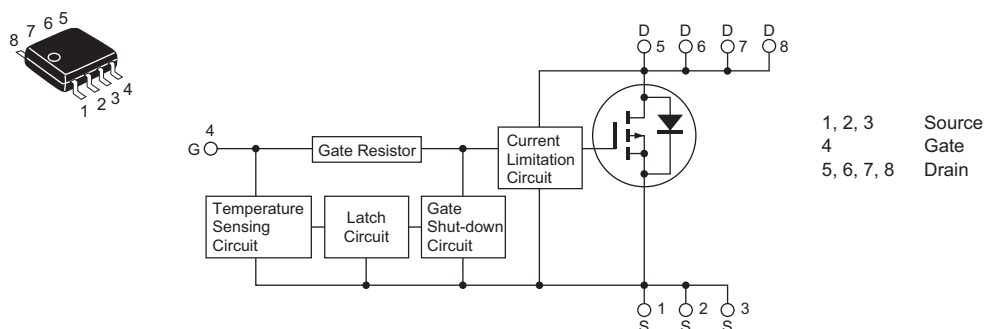 8 7 6 5
1 2 3 4
D D D D
5 6 7 8
G 4
Gate Resistor
Current
Limitation
Circuit
Temperature
Sensing
Circuit
Latch
Circuit
Gate
Shut-down
Circuit
1 2 3
S S S
1, 2, 3 Source
4 Gate
5, 6, 7, 8 Drain